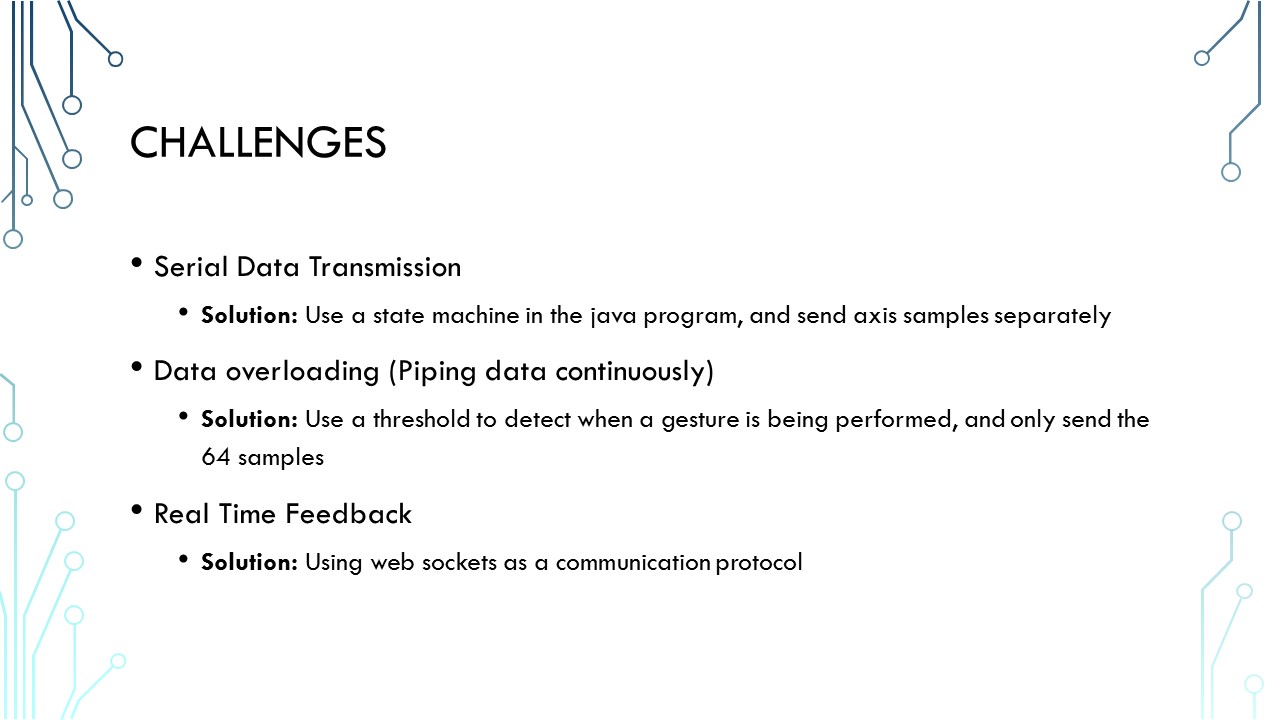 CHALLENGES
• Serial Data Transmission
• Solution: Use a state machine in the java program, and send axis samples separately
• Data overloading (Piping data continuously)
• Solution: Use a threshold to detect when a gesture is being performed, and only send the
64 samples
• Real Time Feedback
• Solution: Using web sockets as a communication protocol